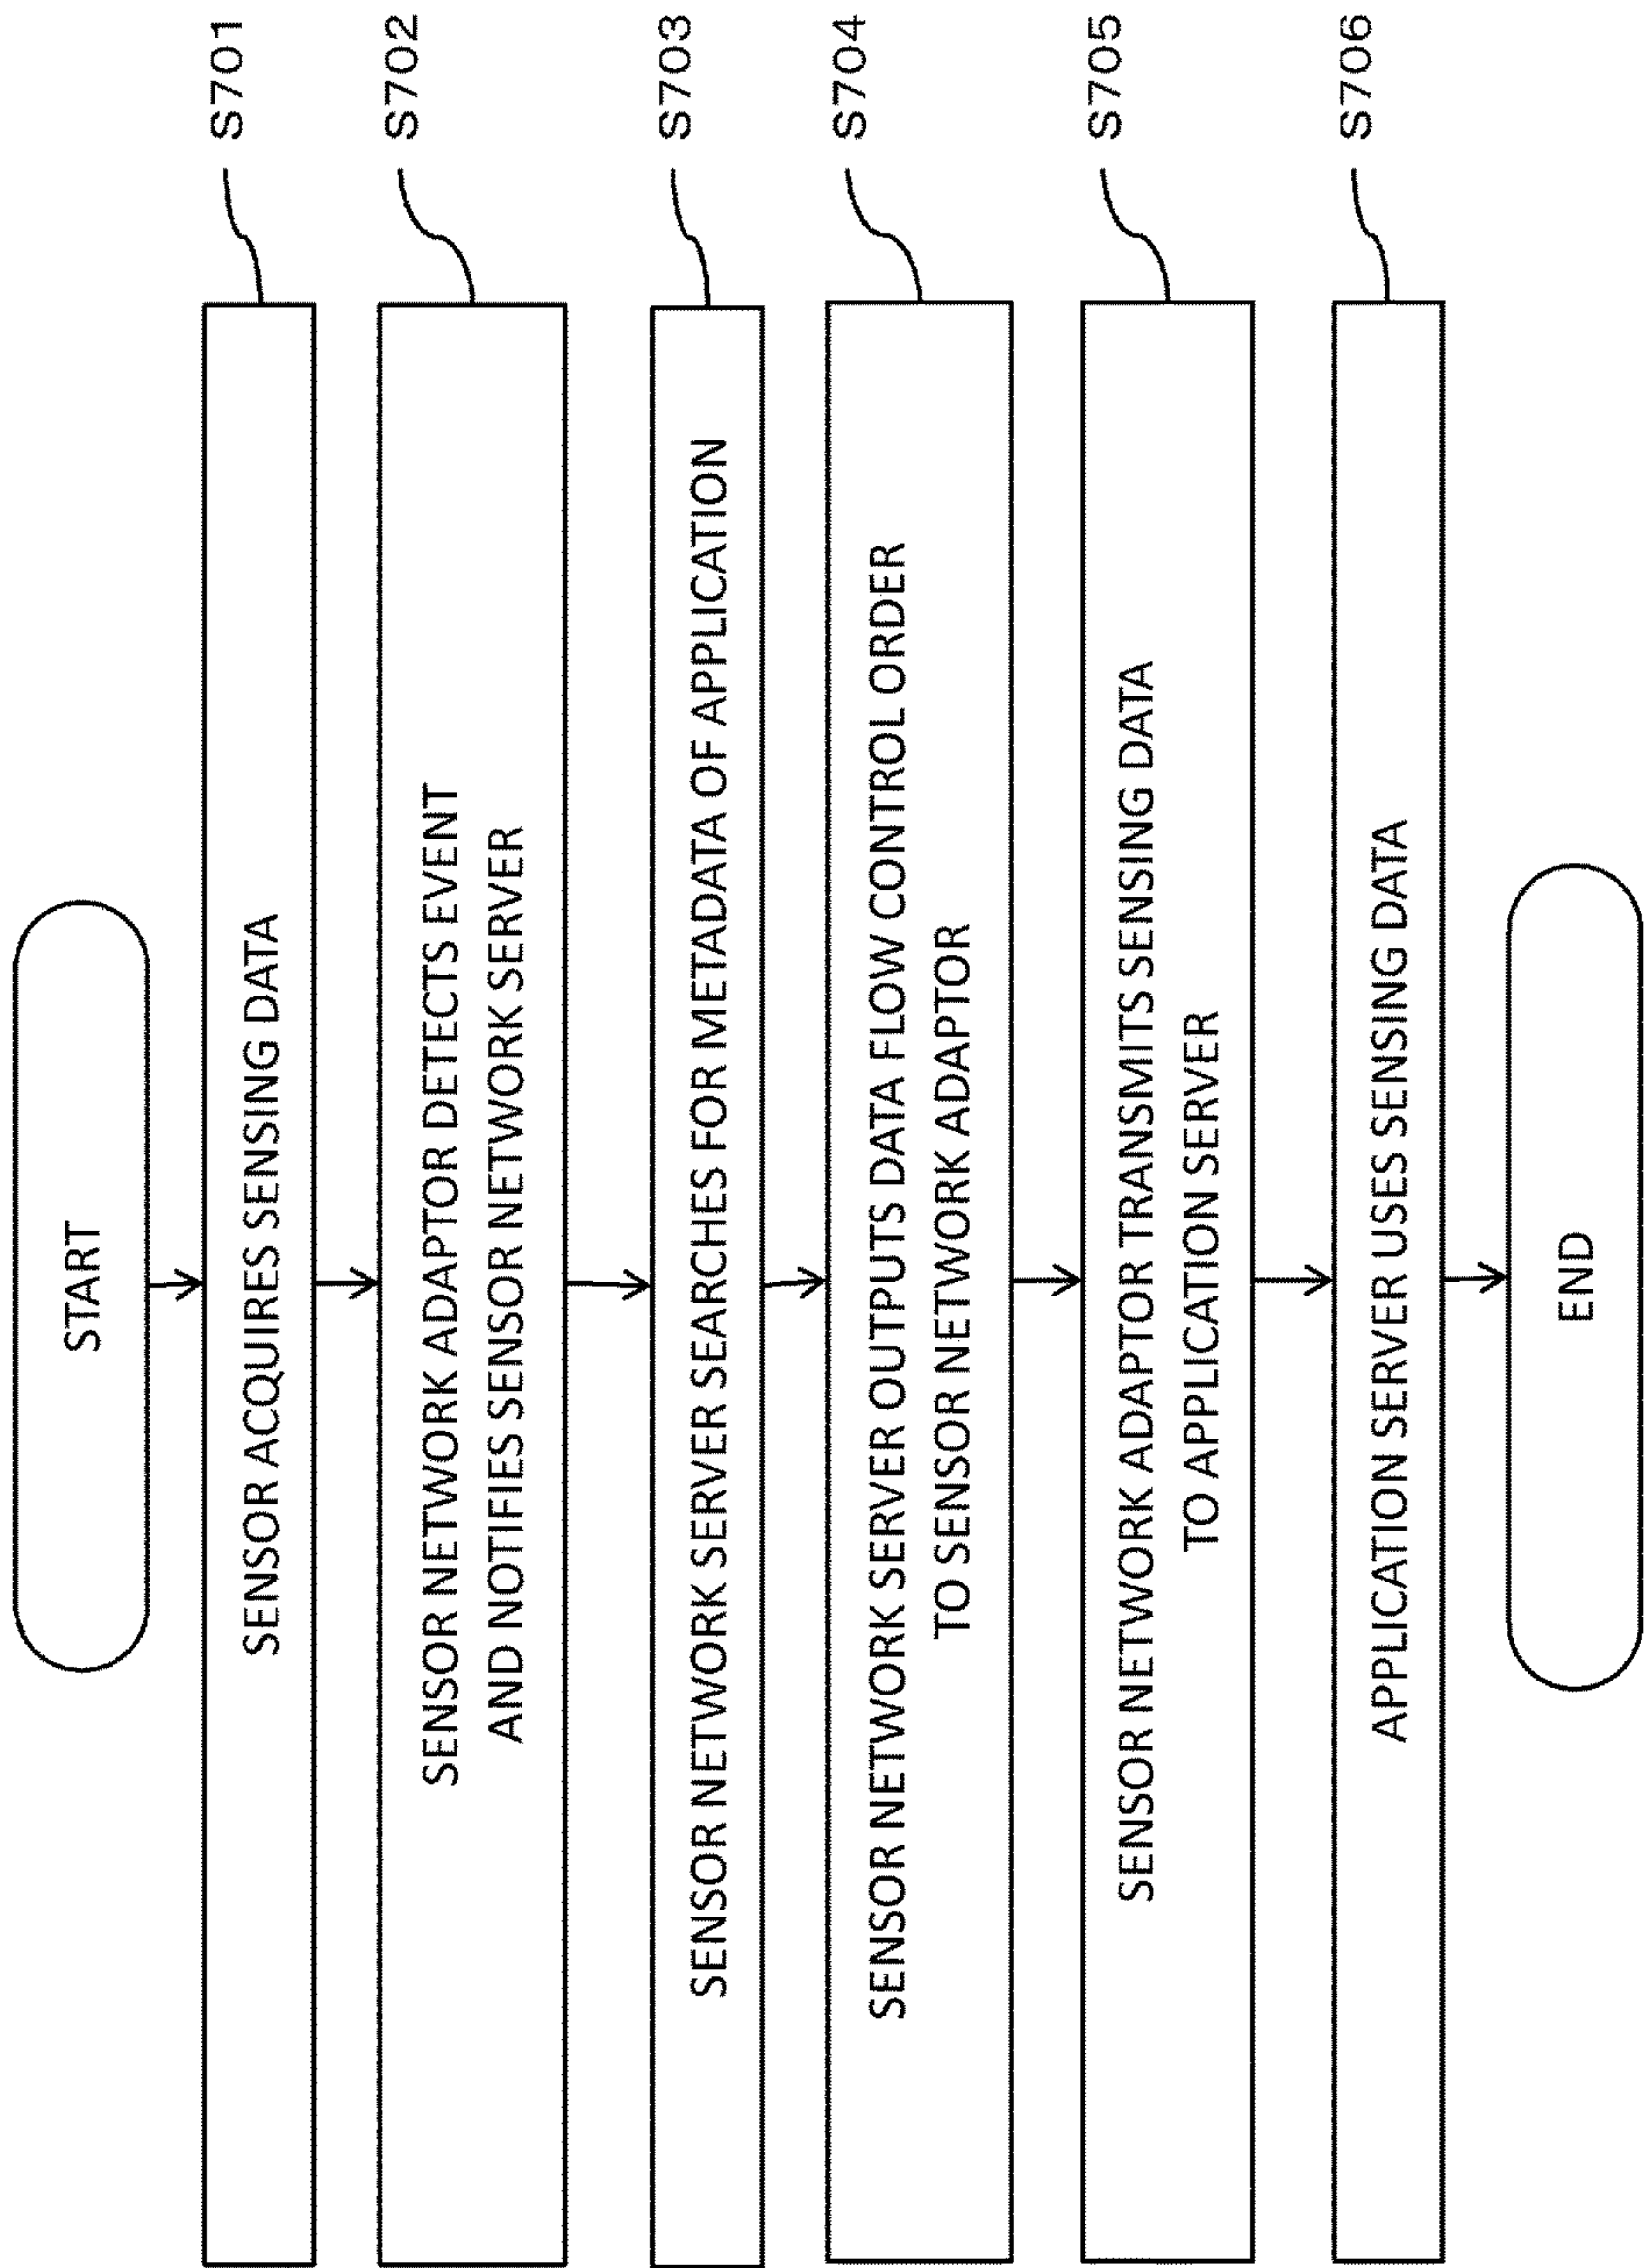 START
SENSOR ACQUIRES SENSING DATA
S701
SENSOR NETWORK ADAPTOR DETECTS EVENT
AND NOTIFIES SENSOR NETWORK SERVER
S702
SENSOR NETWORK SERVER SEARCHES FOR METADATA OF APPLICATION
S703
SENSOR NETWORK SERVER OUTPUTS DATA FLOW CONTROL ORDER
TO SENSOR NETWORK ADAPTOR
S704
SENSOR NETWORK ADAPTOR TRANSMITS SENSING DATA
TO APPLICATION SERVER
S705
APPLICATION SERVER USES SENSING DATA
S706
END